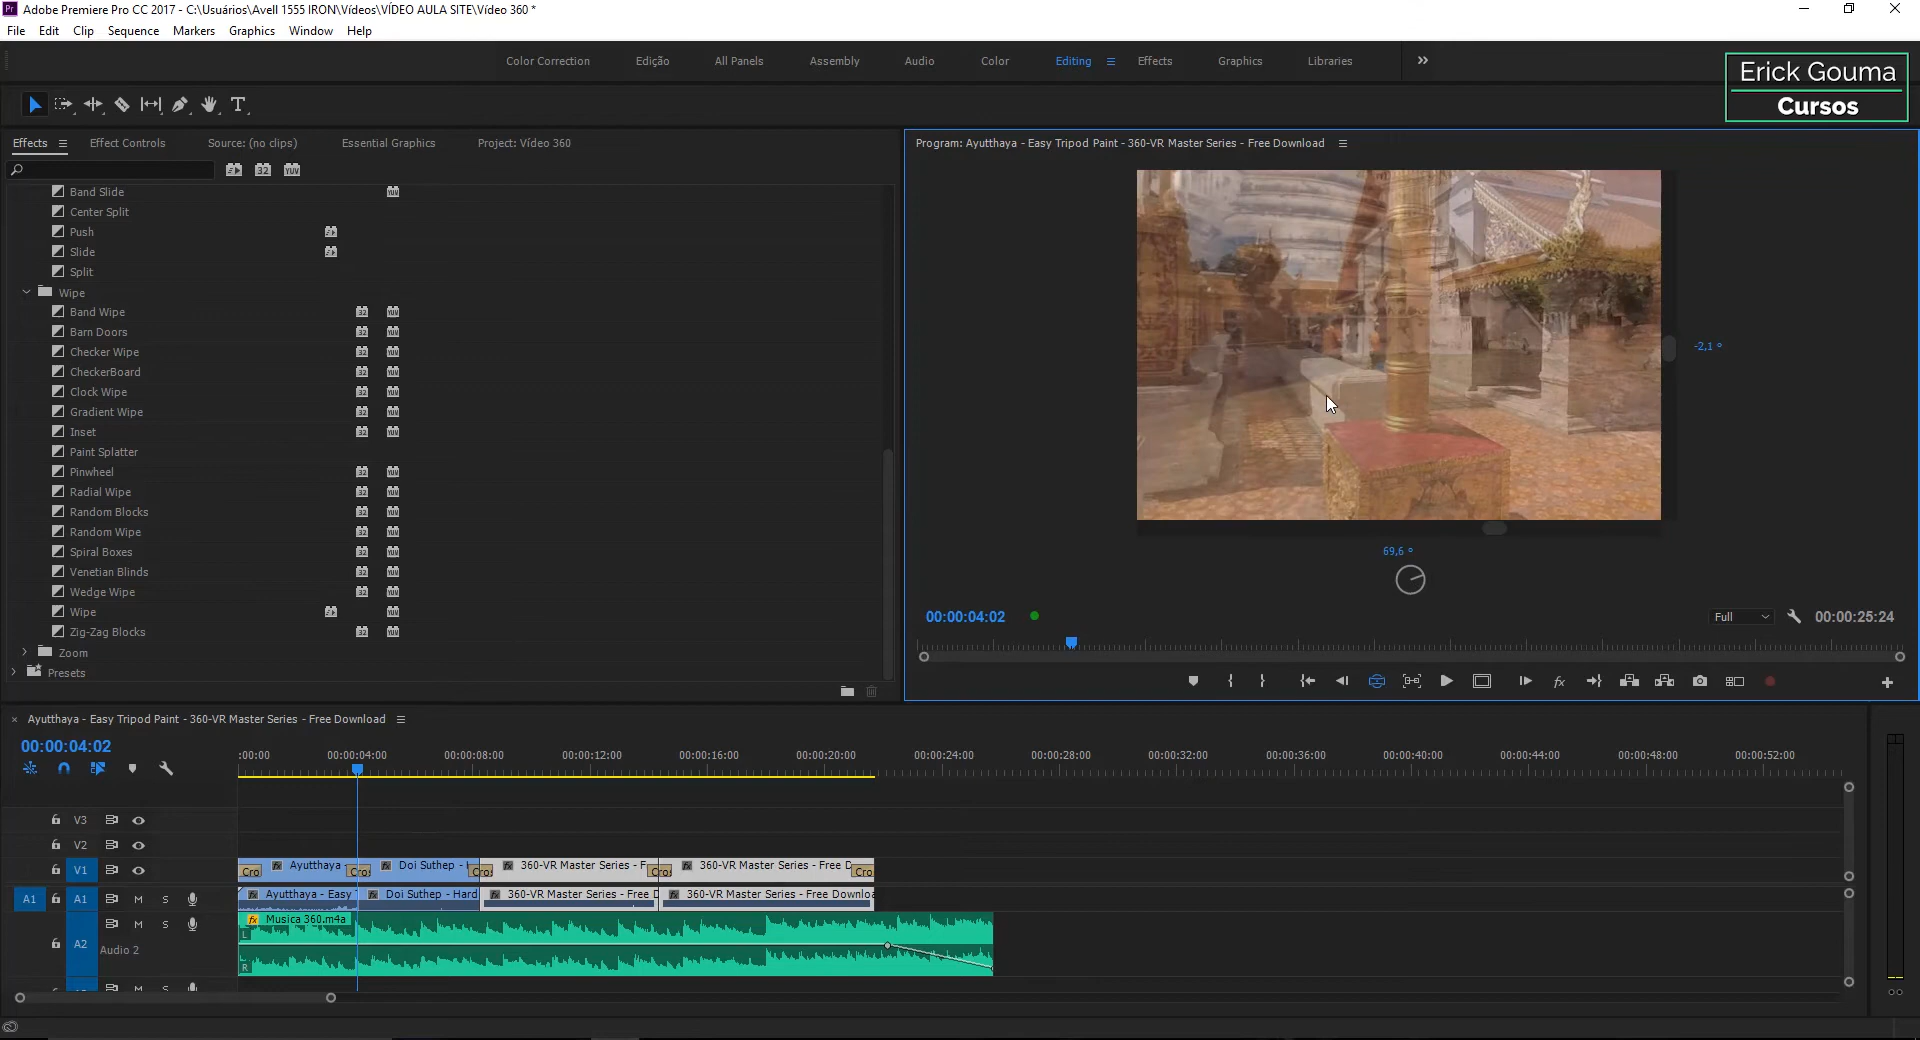 Adobe Premiere Pro CC 2017 - C:\Usuários\Avell 1555 IRON\Vídeos\VÍDEO AULA SITE\Vídeo 360 *
File Edit Clip Sequence Markers Graphics Window Help
Color Correction Edição All Panels Assembly Audio Color Editing Effects Graphics Libraries
Erick Gouma
Cursos
Effects Effect Controls Source: (no clips) Essential Graphics Project: Vídeo 360
Program: Ayutthaya - Easy Tripod Paint - 360-VR Master Series - Free Download
Band Slide
Center Split
Push
Slide
Split
Wipe
Band Wipe
Barn Doors
Checker Wipe
CheckerBoard
Clock Wipe
Gradient Wipe
Inset
Paint Splatter
Pinwheel
Radial Wipe
Random Blocks
Random Wipe
Spiral Boxes
Venetian Blinds
Wedge Wipe
Wipe
Zig-Zag Blocks
Zoom
Presets
-2,1 °
69,6 °
00:00:04:02 Full 00:00:25:24
Ayutthaya - Easy Tripod Paint - 360-VR Master Series - Free Download
00:00:04:02
:00:00 00:00:04:00 00:00:08:00 00:00:12:00 00:00:16:00 00:00:20:00 00:00:24:00 00:00:28:00 00:00:32:00 00:00:36:00 00:00:40:00 00:00:44:00 00:00:48:00 00:00:52:00
V3
V2
V1 Cro Ayutthaya - Cros Doi Suthep - Cros 360-VR Master Series - F Cros 360-VR Master Series - Free D Cro
A1 A1 M S Ayutthaya - Easy Doi Suthep - Hard 360-VR Master Series - Free D 360-VR Master Series - Free Downloa
M S Musica 360.m4a
L
A2 Audio 2
R
M S